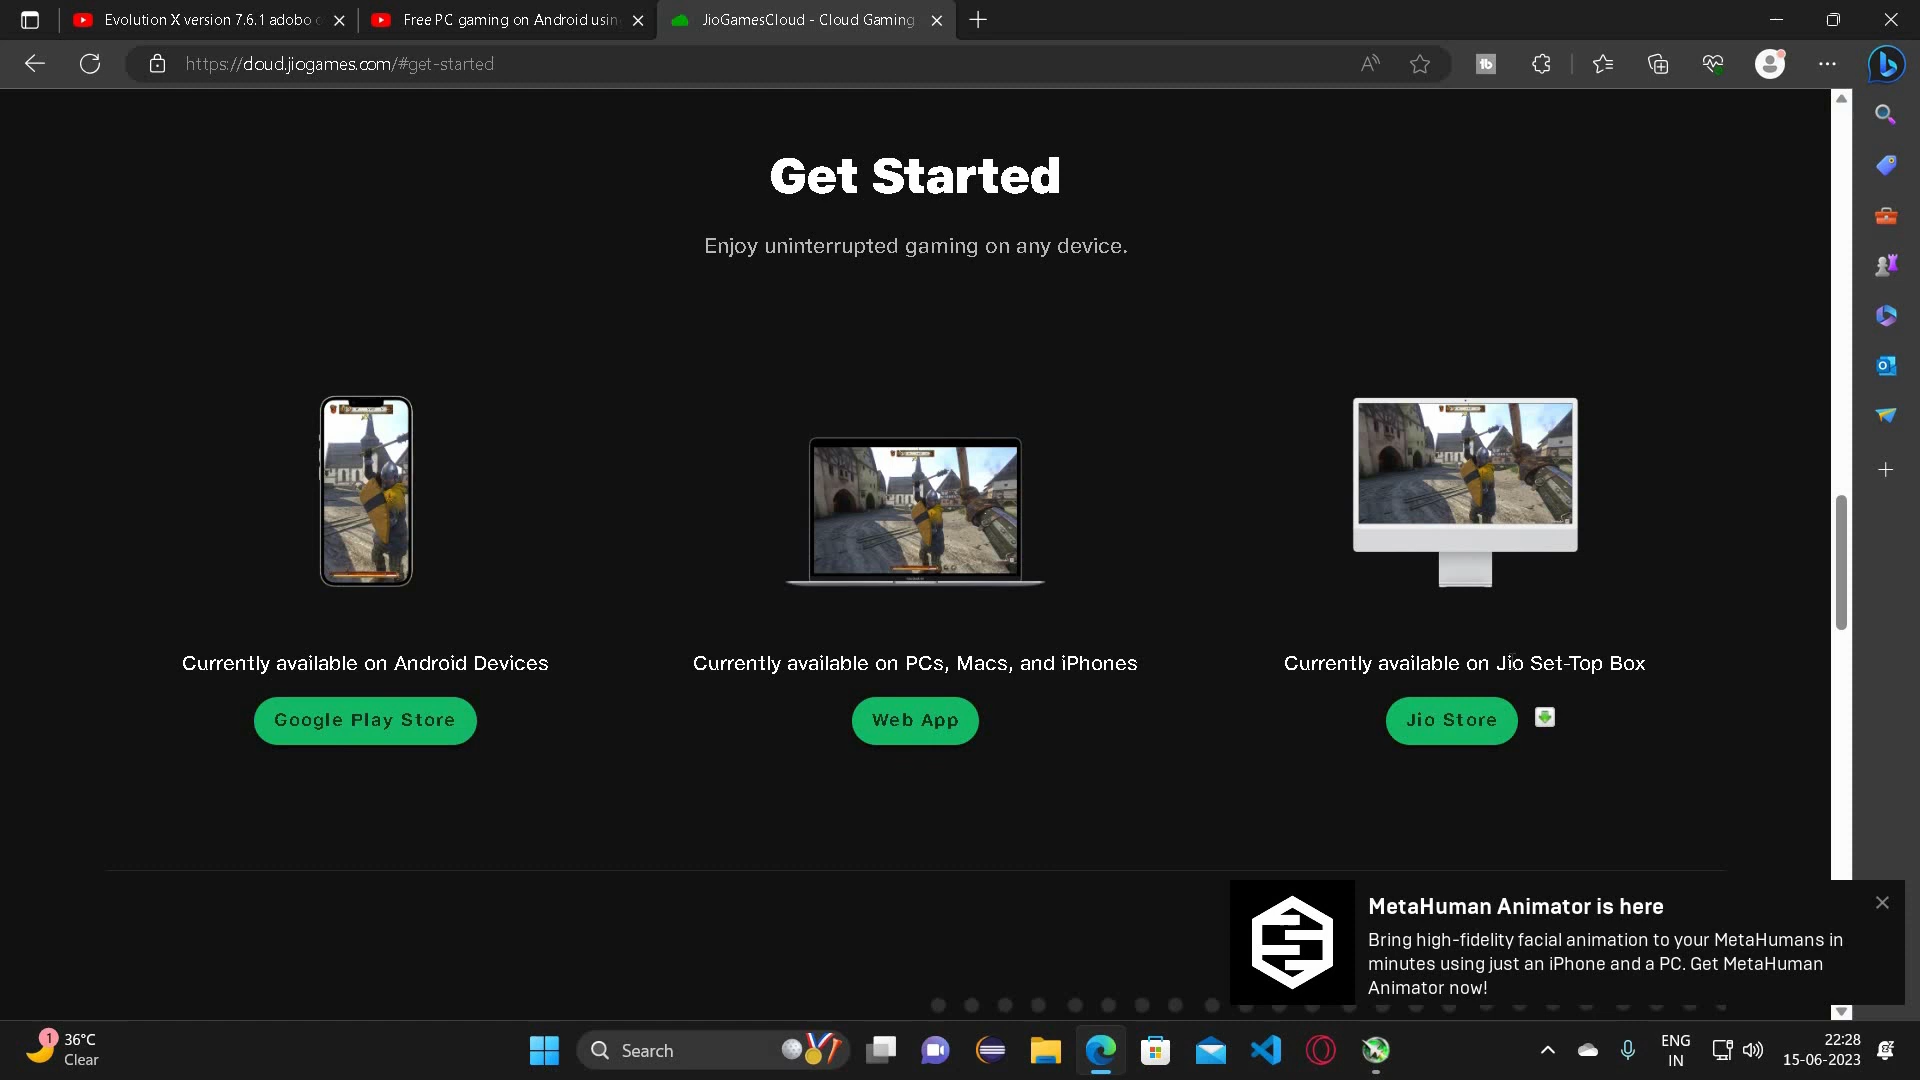 Evolution X version 7.6.1 adobo
Free PC gaming on Android usin
JioGamesCloud - Cloud Gaming
https://cloud.jiogames.com/#get-started
Get Started
Enjoy uninterrupted gaming on any device.
Currently available on Android Devices
Google Play Store
Currently available on PCs, Macs, and iPhones
Web App
Currently available on Jio Set-Top Box
Jio Store
MetaHuman Animator is here
Bring high-fidelity facial animation to your MetaHumans in
minutes using just an iPhone and a PC. Get MetaHuman
Animator now!
1
36°C
Clear
Search
ENG
IN
22:28
15-06-2023